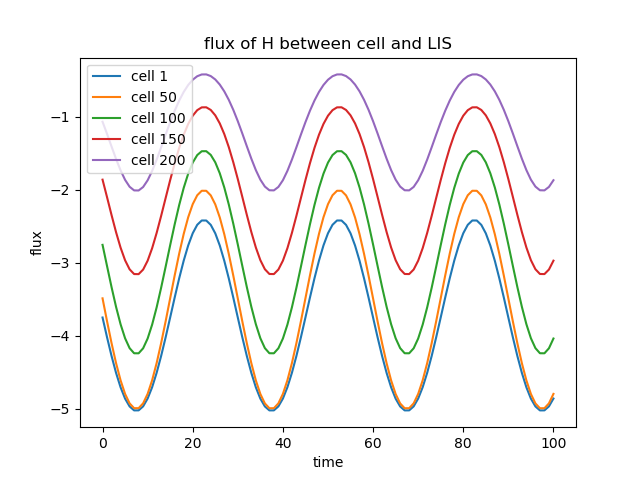 flux of H between cell and LIS
cell 1
cell 50
cell 100
cell 150
cell 200
−1
−2
−3
−4
−5
flux
0 20 40 60 80 100
time